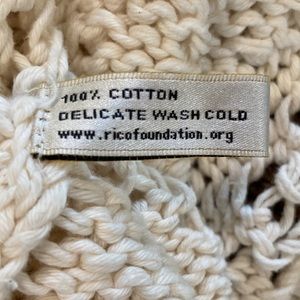 100% COTTON
DELICATE WASH COLD
www.ricofoundation.org